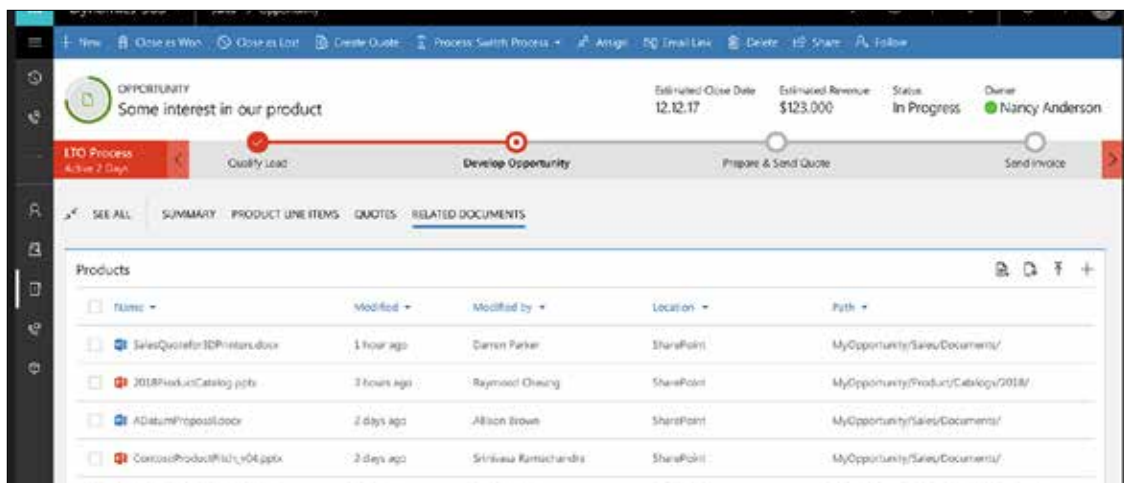 Dynamics 365
Sales > Opportunity
+ New Close as Won Close as Lost Create Quote Process Switch Process Assign Email Link Delete Share Follow
OPPORTUNITY
Some interest in our product
Estimated Close Date
12.12.17
Estimated Revenue
$123,000
Status
In Progress
Owner
Nancy Anderson
LTO Process
Active 2 Days
Qualify Lead
Develop Opportunity
Prepare & Send Quote
Send Invoice
SEE ALL SUMMARY PRODUCT LINE ITEMS QUOTES RELATED DOCUMENTS
Products
Name Modified Modified by Location Path
SalesQuotefor3DPrinters.docx 1 hour ago Darren Parker SharePoint MyOpportunity/Sales/Documents/
2018ProductCatalog.pptx 3 hours ago Raymond Cheung SharePoint MyOpportunity/Product/Catalogs/2018/
ADatumProposal.docx 2 days ago Allison Brown SharePoint MyOpportunity/Sales/Documents/
ContosoProductPitch_v04.pptx 2 days ago Srinivasa Ramachandra SharePoint MyOpportunity/Sales/Documents/